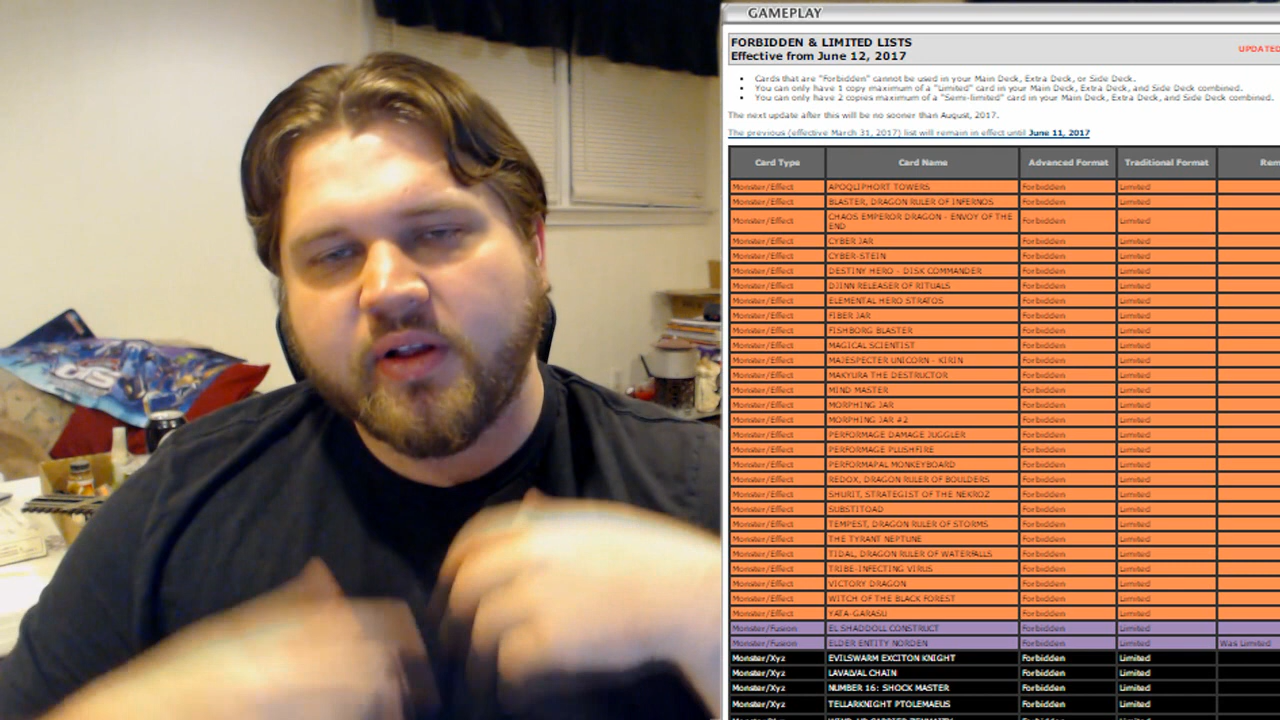 GAMEPLAY
FORBIDDEN & LIMITED LISTS
Effective from June 12, 2017
UPDATED
Cards that are "Forbidden" cannot be used in your Main Deck, Extra Deck, or Side Deck.
You can only have 1 copy maximum of a "Limited" card in your Main Deck, Extra Deck, and Side Deck combined.
You can only have 2 copies maximum of a "Semi-limited" card in your Main Deck, Extra Deck, and Side Deck combined.
The next update after this will be no sooner than August, 2017.
The previous (effective March 31, 2017) list will remain in effect until June 11, 2017
Card Type Card Name Advanced Format Traditional Format Rem
Monster/Effect APOQLIPHORT TOWERS Forbidden Limited
Monster/Effect BLASTER, DRAGON RULER OF INFERNOS Forbidden Limited
Monster/Effect CHAOS EMPEROR DRAGON - ENVOY OF THE Forbidden Limited
END
Monster/Effect CYBER JAR Forbidden Limited
Monster/Effect CYBER-STEIN Forbidden Limited
Monster/Effect DESTINY HERO - DISK COMMANDER Forbidden Limited
Monster/Effect DJINN RELEASER OF RITUALS Forbidden Limited
Monster/Effect ELEMENTAL HERO STRATOS Forbidden Limited
Monster/Effect FIBER JAR Forbidden Limited
Monster/Effect FISHBORG BLASTER Forbidden Limited
Monster/Effect MAGICAL SCIENTIST Forbidden Limited
Monster/Effect MAJESPECTER UNICORN - KIRIN Forbidden Limited
Monster/Effect MAKYURA THE DESTRUCTOR Forbidden Limited
Monster/Effect MIND MASTER Forbidden Limited
Monster/Effect MORPHING JAR Forbidden Limited
Monster/Effect MORPHING JAR #2 Forbidden Limited
Monster/Effect PERFORMAGE DAMAGE JUGGLER Forbidden Limited
Monster/Effect PERFORMAGE PLUSHFIRE Forbidden Limited
Monster/Effect PERFORMAPAL MONKEYBOARD Forbidden Limited
Monster/Effect REDOX, DRAGON RULER OF BOULDERS Forbidden Limited
Monster/Effect SHURIT, STRATEGIST OF THE NEKROZ Forbidden Limited
Monster/Effect SUBSTITOAD Forbidden Limited
Monster/Effect TEMPEST, DRAGON RULER OF STORMS Forbidden Limited
Monster/Effect THE TYRANT NEPTUNE Forbidden Limited
Monster/Effect TIDAL, DRAGON RULER OF WATERFALLS Forbidden Limited
Monster/Effect TRIBE-INFECTING VIRUS Forbidden Limited
Monster/Effect VICTORY DRAGON Forbidden Limited
Monster/Effect WITCH OF THE BLACK FOREST Forbidden Limited
Monster/Effect YATA-GARASU Forbidden Limited
Monster/Fusion EL SHADDOLL CONSTRUCT Forbidden Limited
Monster/Fusion ELDER ENTITY NORDEN Forbidden Limited Was Limited
Monster/Xyz EVILSWARM EXCITON KNIGHT Forbidden Limited
Monster/Xyz LAVALVAL CHAIN Forbidden Limited
Monster/Xyz NUMBER 16: SHOCK MASTER Forbidden Limited
Monster/Xyz TELLARKNIGHT PTOLEMAEUS Forbidden Limited